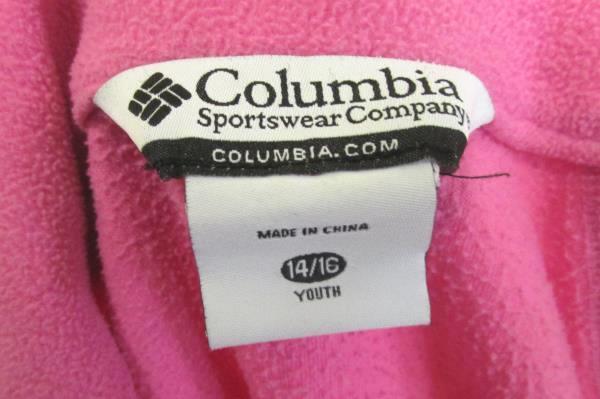 Columbia
Sportswear Company
COLUMBIA.COM
MADE IN CHINA
14/16
YOUTH